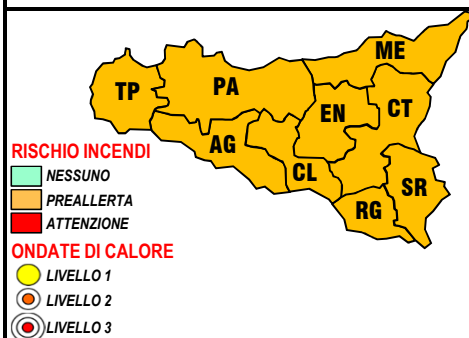 ME
TP
PA
EN
CT
AG
CL
SR
RG
RISCHIO INCENDI
NESSUNO
PREALLERTA
ATTENZIONE
ONDATE DI CALORE
LIVELLO 1
LIVELLO 2
LIVELLO 3